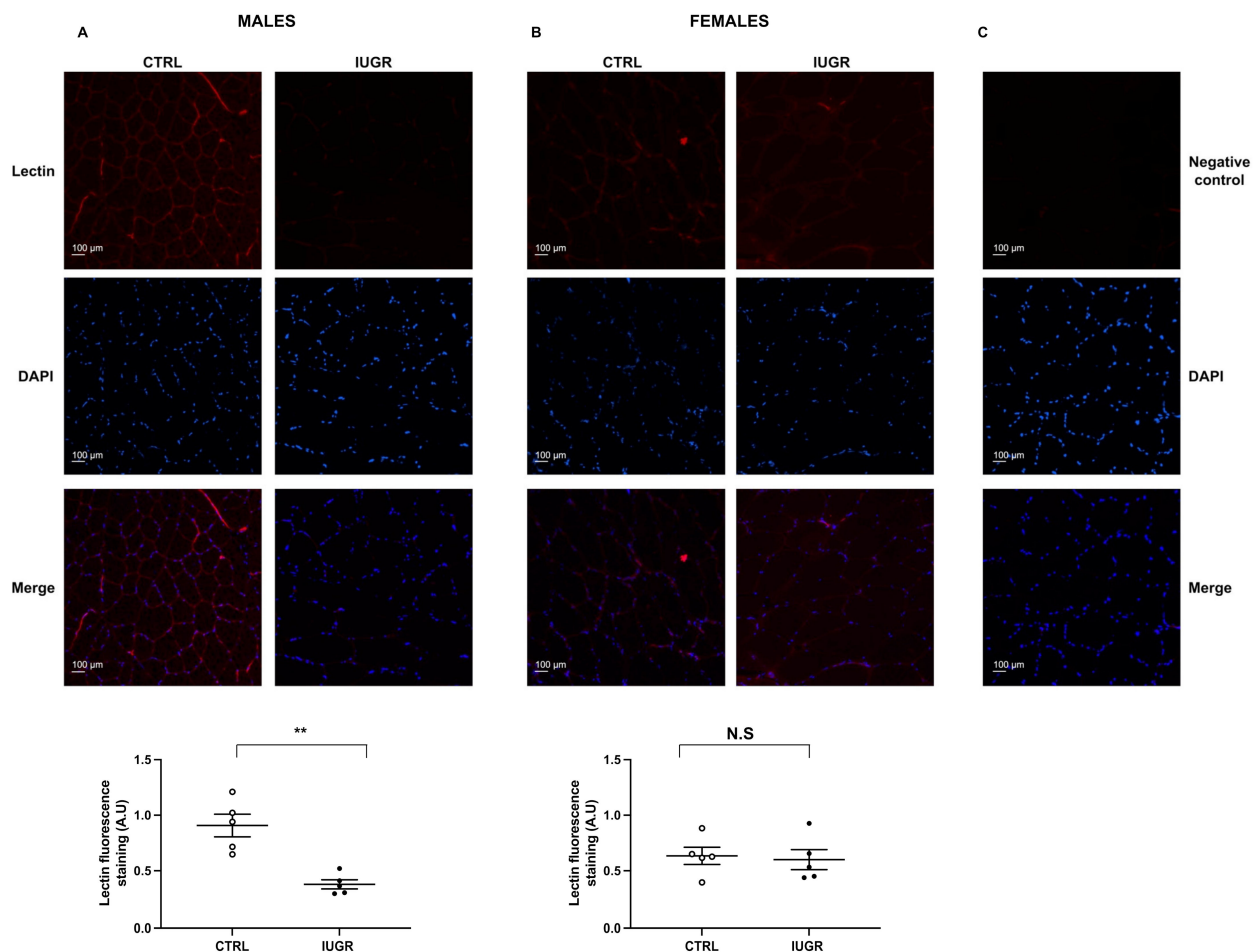 MALES
FEMALES
A
B
C
CTRL
IUGR
CTRL
IUGR
Lectin
Negative
control
100 µm
100 µm
100 µm
100 µm
100 µm
DAPI
DAPI
100 µm
100 µm
100 µm
100 µm
100 µm
Merge
Merge
100 µm
100 µm
100 µm
100 µm
100 µm
**
Lectin fluorescence
staining (A.U)
1.5
1.0
0.5
0.0
CTRL
IUGR
N.S
Lectin fluorescence
staining (A.U)
1.5
1.0
0.5
0.0
CTRL
IUGR